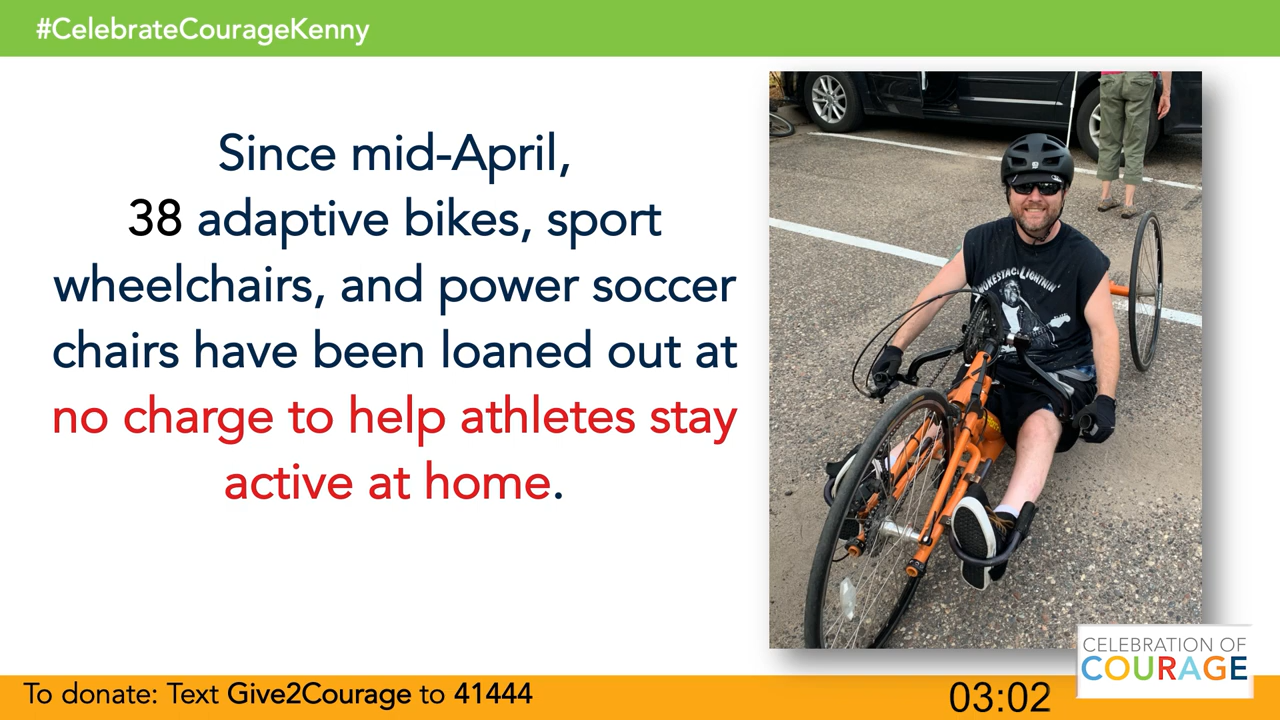 #CelebrateCourageKenny
Since mid-April,
38 adaptive bikes, sport
wheelchairs, and power soccer
chairs have been loaned out at
no charge to help athletes stay
active at home.
To donate: Text Give2Courage to 41444
03:02
CELEBRATION OF
COURAGE